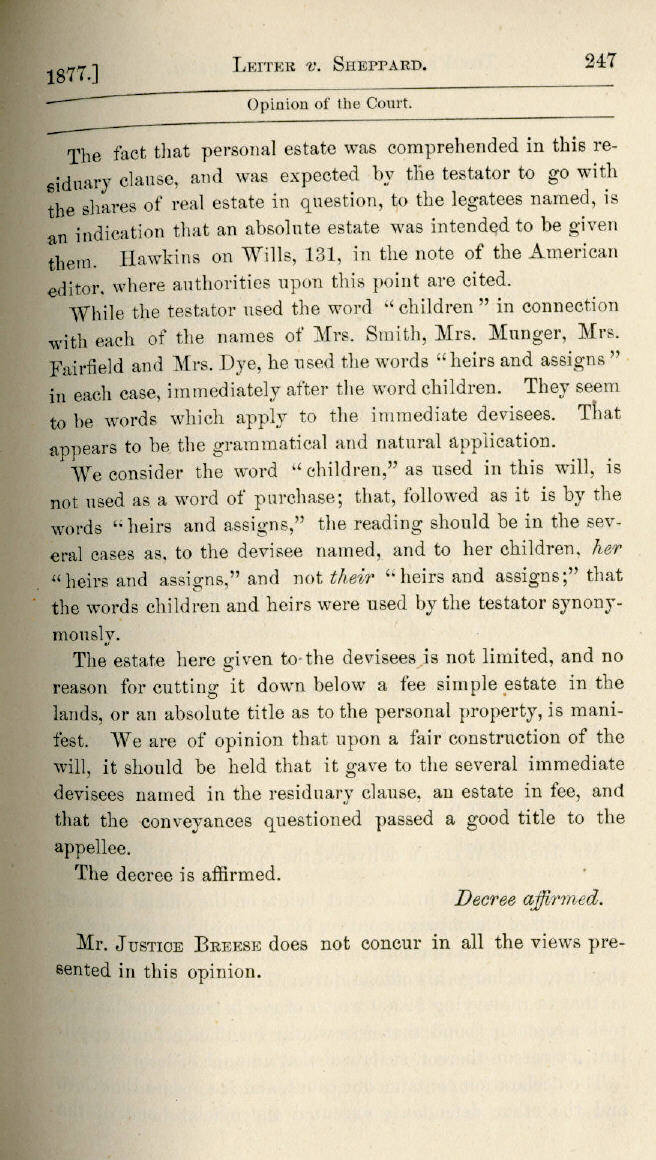 1877.] LEITER v. SHEPPARD. 247
Opinion of the Court.
The fact that personal estate was comprehended in this re-
siduary clause, and was expected by the testator to go with
the shares of real estate in question, to the legatees named, is
an indication that an absolute estate was intended to be given
them. Hawkins on Wills, 131, in the note of the American
editor, where authorities upon this point are cited.
While the testator used the word “children” in connection
with each of the names of Mrs. Smith, Mrs. Munger, Mrs.
Fairfield and Mrs. Dye, he used the words “heirs and assigns”
in each case, immediately after the word children. They seem
to be words which apply to the immediate devisees. That
appears to be the grammatical and natural application.
We consider the word “children,” as used in this will, is
not used as a word of purchase; that, followed as it is by the
words “heirs and assigns,” the reading should be in the sev-
eral cases as, to the devisee named, and to her children, her
“heirs and assigns,” and not their “heirs and assigns;” that
the words children and heirs were used by the testator synony-
mously.
The estate here given to the devisees is not limited, and no
reason for cutting it down below a fee simple estate in the
lands, or an absolute title as to the personal property, is mani-
fest. We are of opinion that upon a fair construction of the
will, it should be held that it gave to the several immediate
devisees named in the residuary clause, an estate in fee, and
that the conveyances questioned passed a good title to the
appellee.
The decree is affirmed.
Decree affirmed.
Mr. JUSTICE BREESE does not concur in all the views pre-
sented in this opinion.